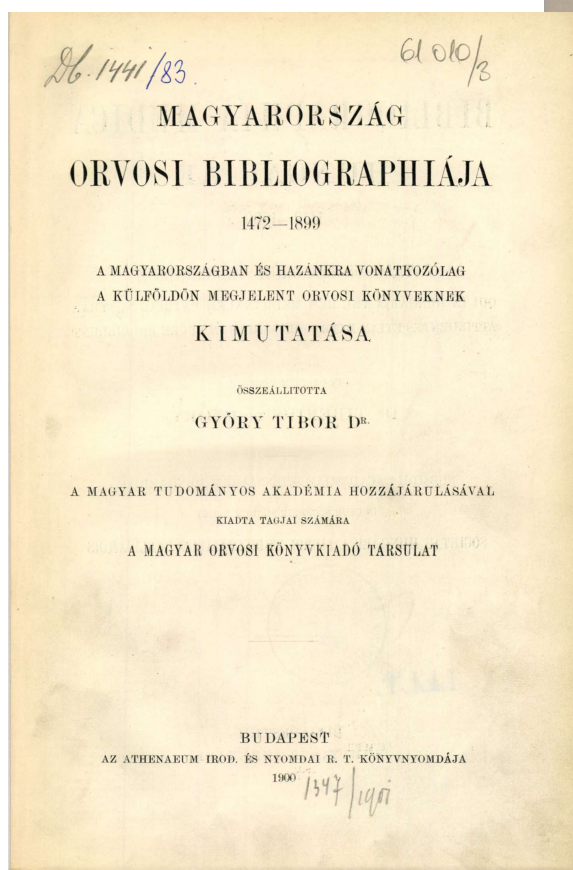 Db. 1441/83.
61 010/3
MAGYARORSZÁG
ORVOSI BIBLIOGRAPHIÁJA
1472—1899
A MAGYARORSZÁGBAN ÉS HAZÁNKRA VONATKOZÓLAG
A KÜLFÖLDÖN MEGJELENT ORVOSI KÖNYVEKNEK
KIMUTATÁSA.
ÖSSZEÁLLITOTTA
GYŐRY TIBOR DR.
A MAGYAR TUDOMÁNYOS AKADÉMIA HOZZÁJÁRULÁSÁVAL
KIADTA TAGJAI SZÁMÁRA
A MAGYAR ORVOSI KÖNYVKIADÓ TÁRSULAT
BUDAPEST
AZ ATHENAEUM IROD. ÉS NYOMDAI R. T. KÖNYVNYOMDÁJA
1900
1347/1901